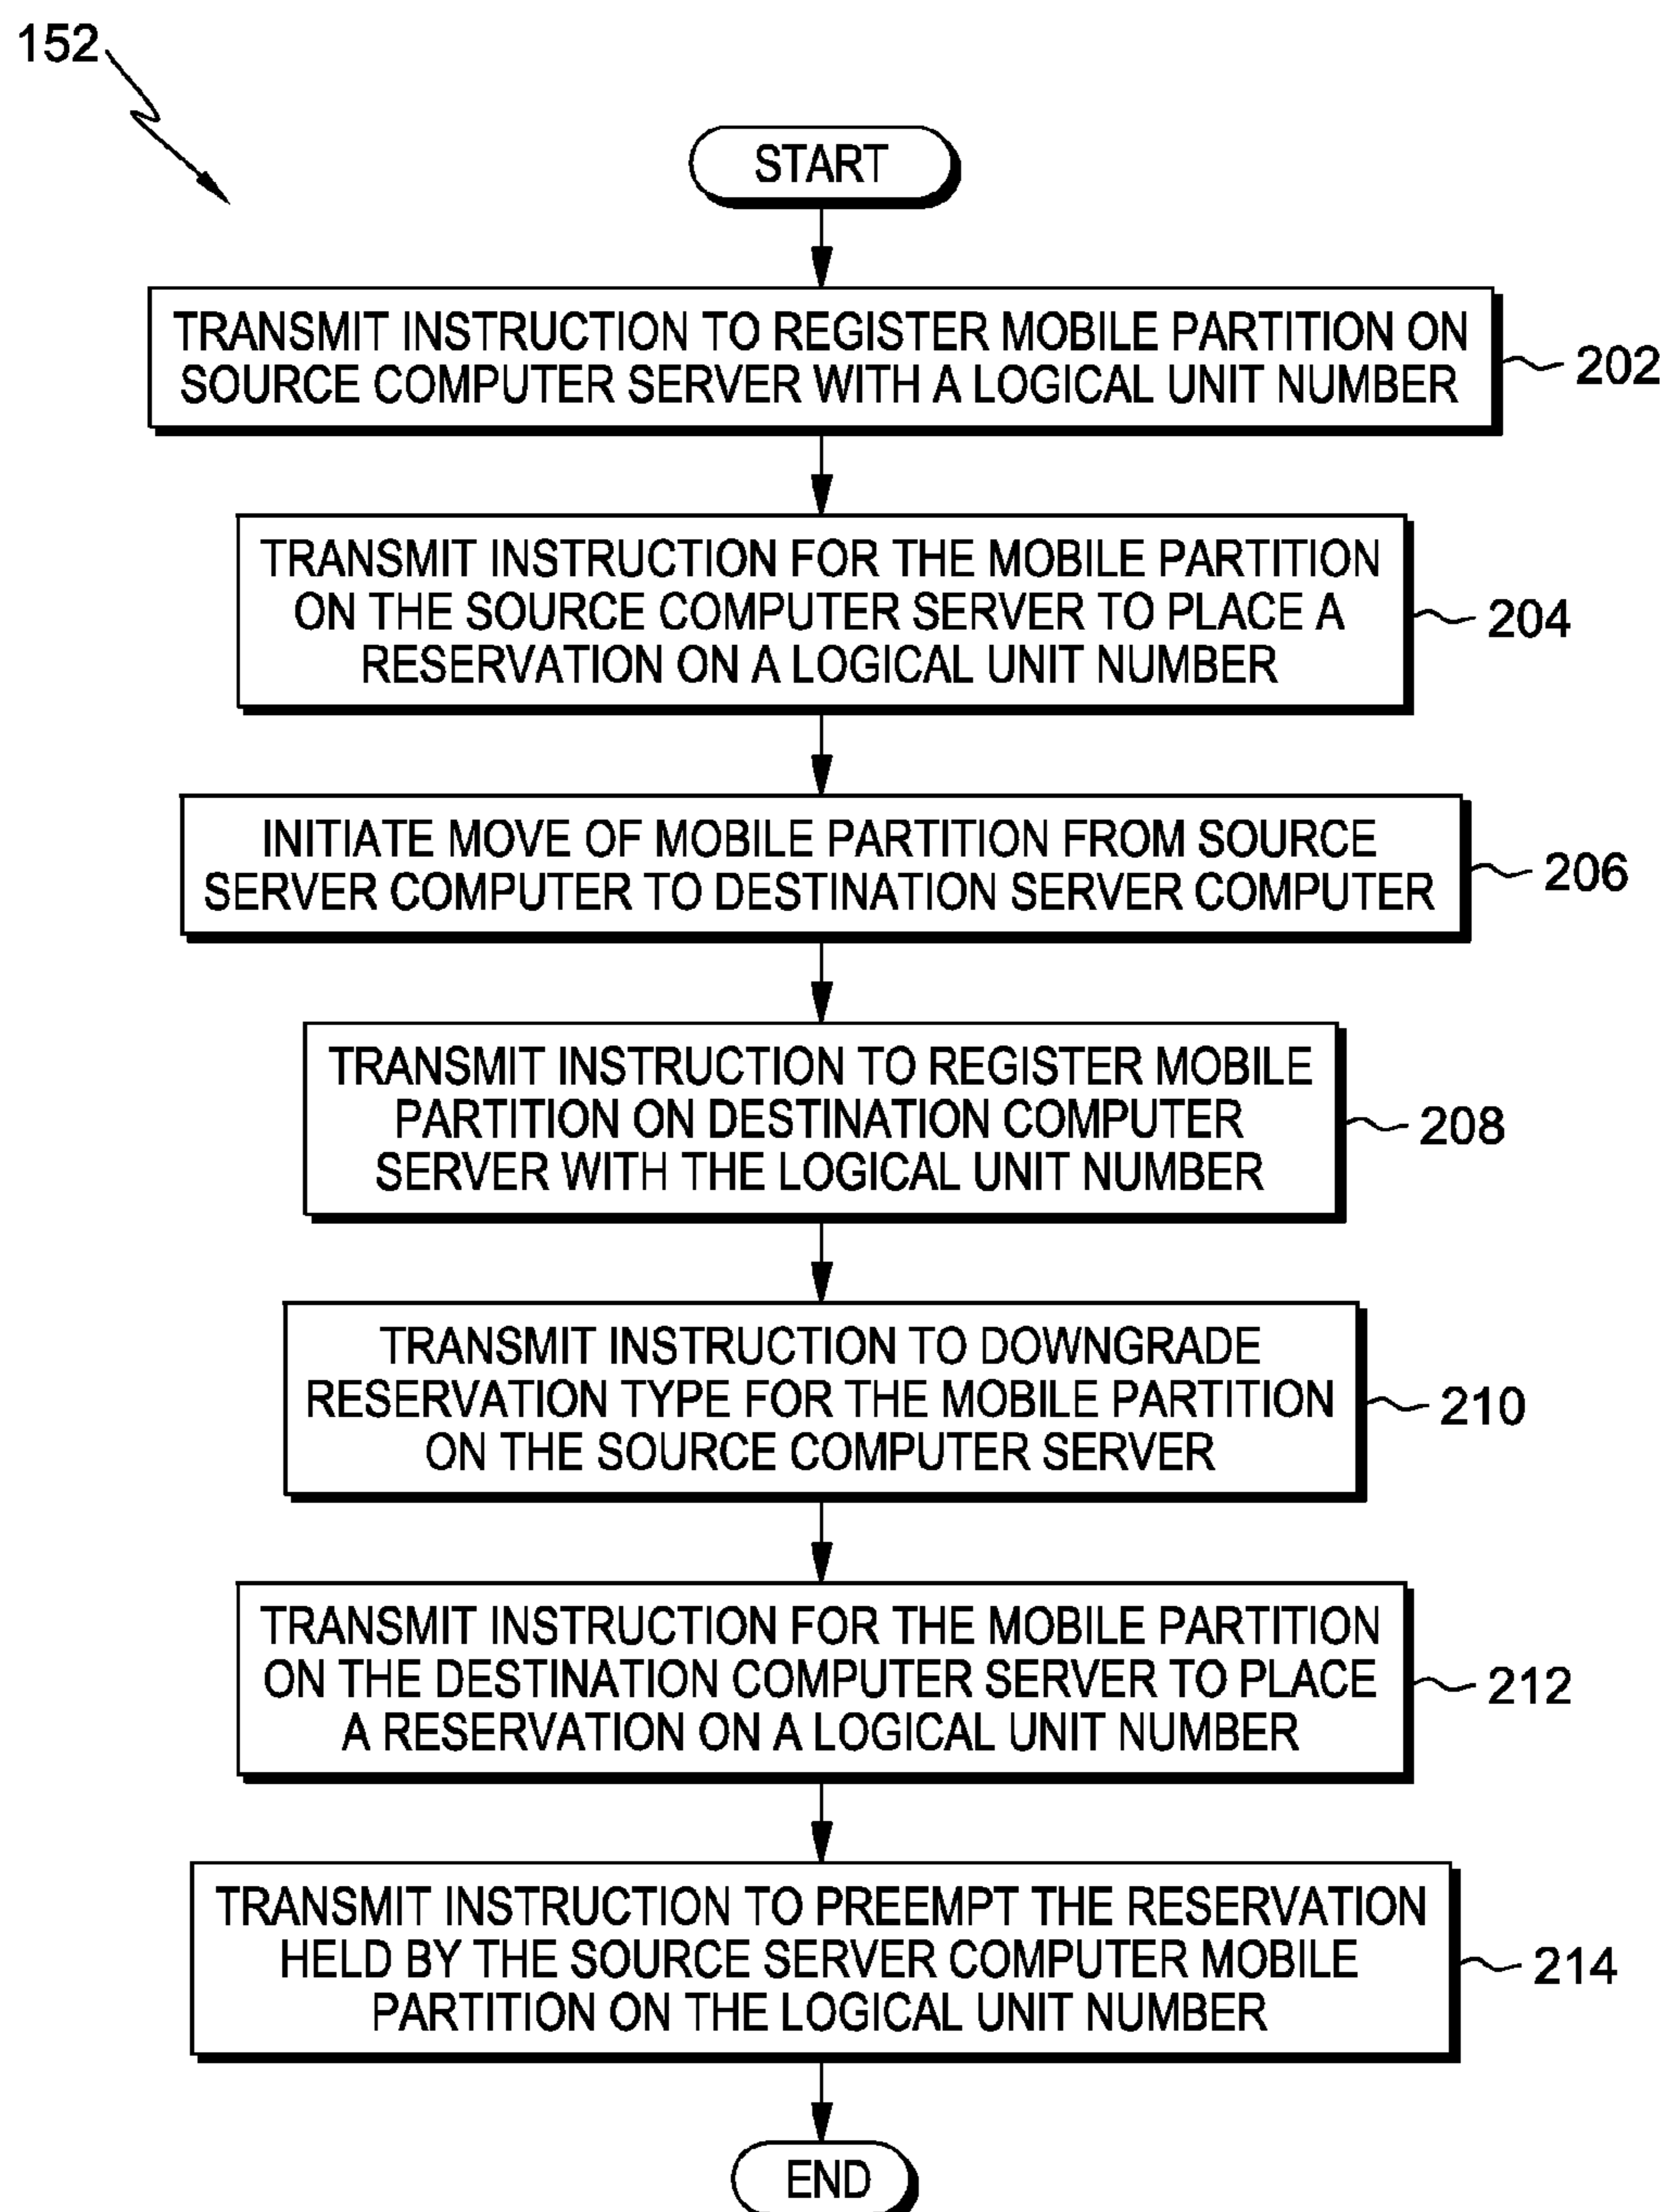 152
START
TRANSMIT INSTRUCTION TO REGISTER MOBILE PARTITION ON
SOURCE COMPUTER SERVER WITH A LOGICAL UNIT NUMBER
202
TRANSMIT INSTRUCTION FOR THE MOBILE PARTITION
ON THE SOURCE COMPUTER SERVER TO PLACE A
RESERVATION ON A LOGICAL UNIT NUMBER
204
INITIATE MOVE OF MOBILE PARTITION FROM SOURCE
SERVER COMPUTER TO DESTINATION SERVER COMPUTER
206
TRANSMIT INSTRUCTION TO REGISTER MOBILE
PARTITION ON DESTINATION COMPUTER
SERVER WITH THE LOGICAL UNIT NUMBER
208
TRANSMIT INSTRUCTION TO DOWNGRADE
RESERVATION TYPE FOR THE MOBILE PARTITION
ON THE SOURCE COMPUTER SERVER
210
TRANSMIT INSTRUCTION FOR THE MOBILE PARTITION
ON THE DESTINATION COMPUTER SERVER TO PLACE
A RESERVATION ON A LOGICAL UNIT NUMBER
212
TRANSMIT INSTRUCTION TO PREEMPT THE RESERVATION
HELD BY THE SOURCE SERVER COMPUTER MOBILE
PARTITION ON THE LOGICAL UNIT NUMBER
214
END